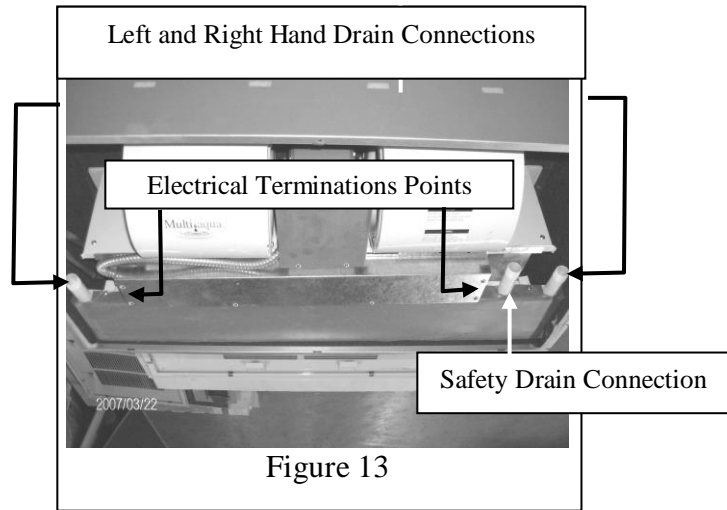 Left and Right Hand Drain Connections
Electrical Terminations Points
Multiaqua
Safety Drain Connection
2007/03/22
Figure 13